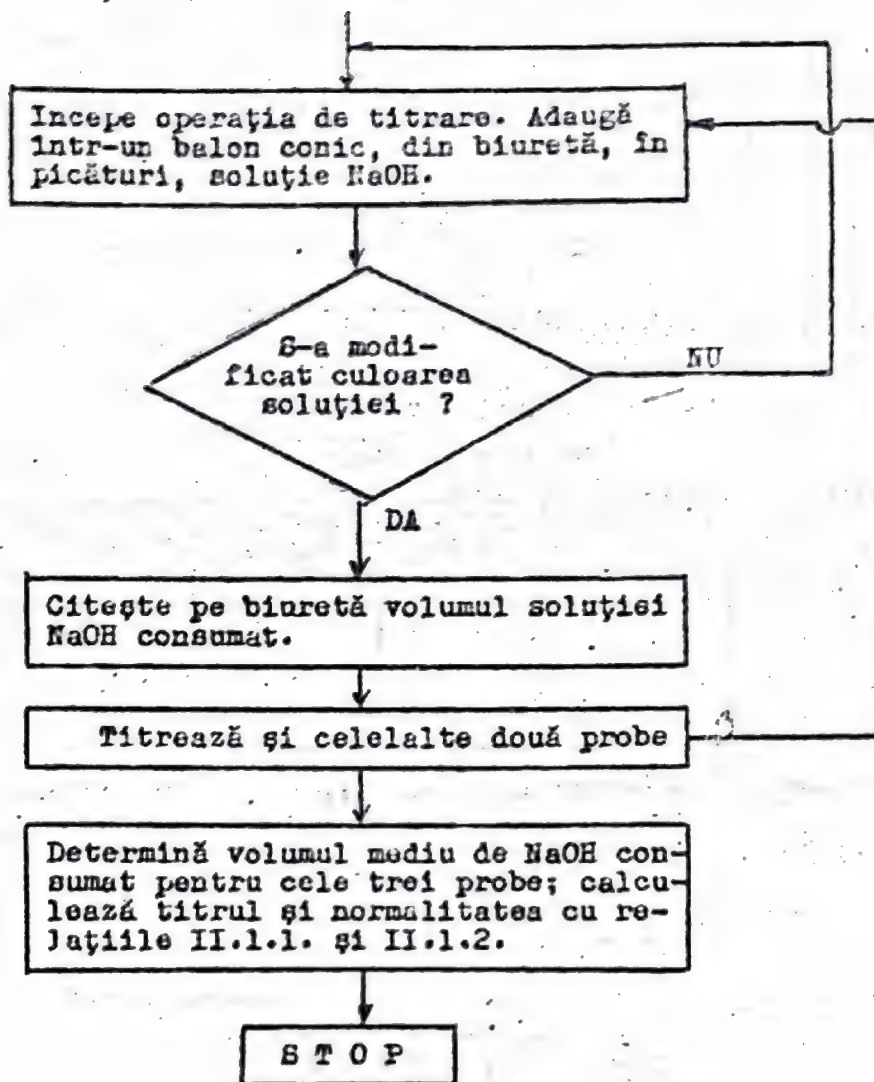 Incepe operaţia de titrare. Adaugă
într-un balon conic, din biuretă, în
picături, soluţie NaOH.
S-a modi-
ficat culoarea
soluţiei ?
NU
DA
Citeşte pe biuretă volumul soluţiei
NaOH consumat.
Titrează şi celelalte două probe
Determină volumul mediu de NaOH con-
sumat pentru cele trei probe; calcu-
lează titrul şi normalitatea cu re-
laţiile II.1.1. şi II.1.2.
S T O P